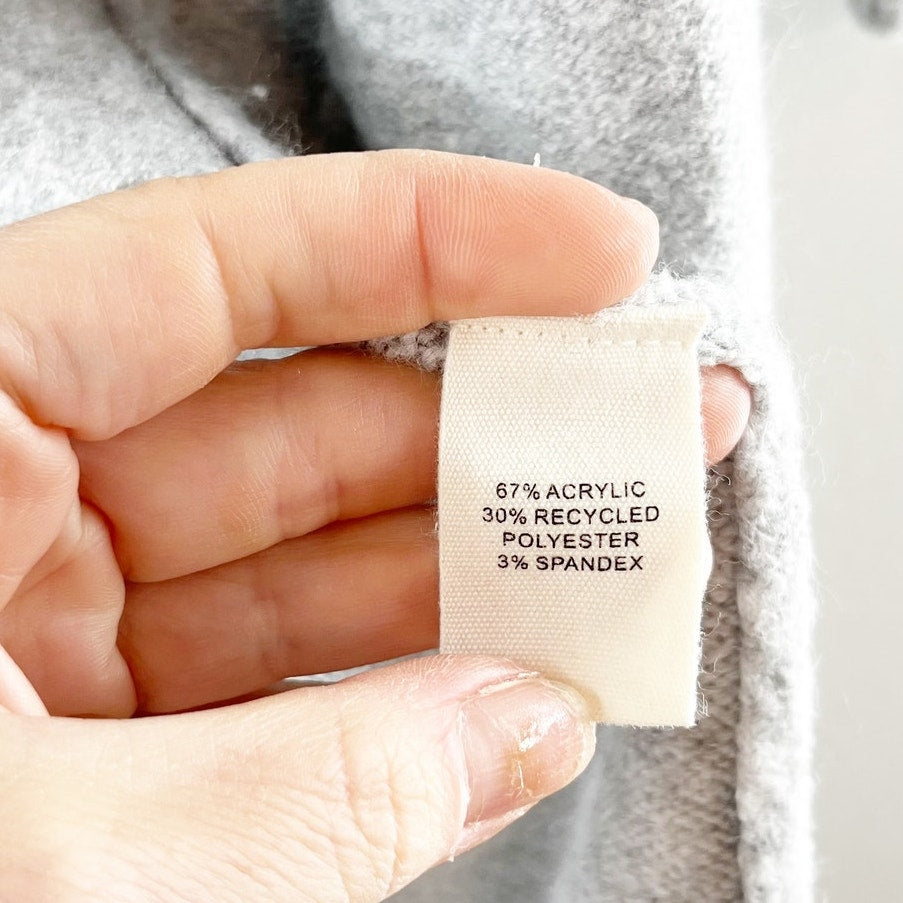 67% ACRYLIC
30% RECYCLED
POLYESTER
3% SPANDEX